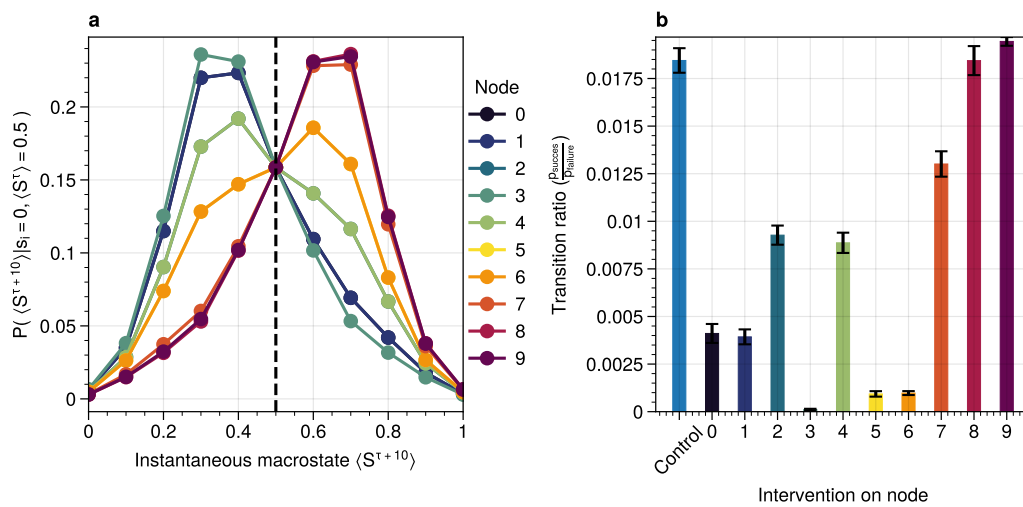 a
P( ⟨S^{τ+10}⟩|s_i = 0, ⟨S^τ⟩ = 0.5 )
0.2
0.15
0.1
0.05
0
0 0.2 0.4 0.6 0.8 1
Instantaneous macrostate ⟨S^{τ+10}⟩
Node
0
1
2
3
4
5
6
7
8
9
b
Transition ratio (p_succes/p_failure)
0.0175
0.015
0.0125
0.01
0.0075
0.005
0.0025
0
Control 0 1 2 3 4 5 6 7 8 9
Intervention on node